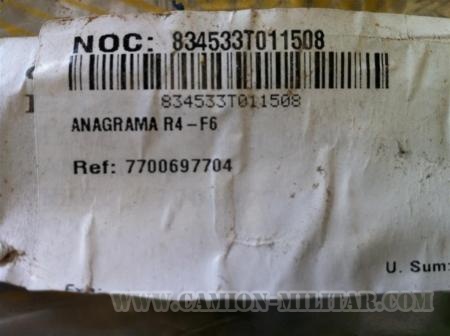 NOC: 834533T011508
834533T011508
ANAGRAMA R4-F6
Ref: 7700697704
U. Sum:
WWW.CAMION-MILITAR.COM